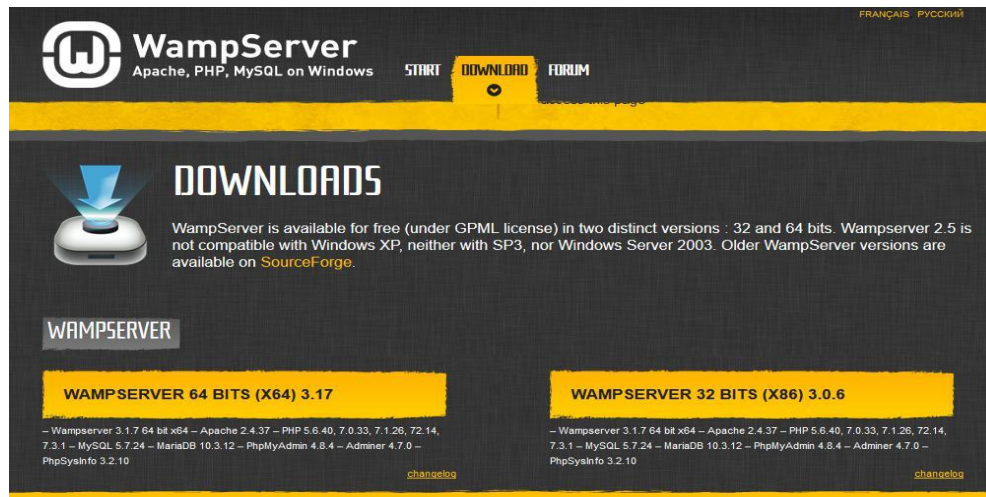 FRANÇAIS РУССКИЙ
WampServer
Apache, PHP, MySQL on Windows
START DOWNLOAD FORUM
access this page
DOWNLOADS
WampServer is available for free (under GPML license) in two distinct versions : 32 and 64 bits. Wampserver 2.5 is
not compatible with Windows XP, neither with SP3, nor Windows Server 2003. Older WampServer versions are
available on SourceForge.
WAMPSERVER
WAMPSERVER 64 BITS (X64) 3.17
– Wampserver 3.1.7 64 bit x64 – Apache 2.4.37 – PHP 5.6.40, 7.0.33, 7.1.26, 72.14,
7.3.1 – MySQL 5.7.24 – MariaDB 10.3.12 – PhpMyAdmin 4.8.4 – Adminer 4.7.0 –
PhpSysInfo 3.2.10
changelog
WAMPSERVER 32 BITS (X86) 3.0.6
– Wampserver 3.1.7 64 bit x64 – Apache 2.4.37 – PHP 5.6.40, 7.0.33, 7.1.26, 72.14,
7.3.1 – MySQL 5.7.24 – MariaDB 10.3.12 – PhpMyAdmin 4.8.4 – Adminer 4.7.0 –
PhpSysInfo 3.2.10
changelog